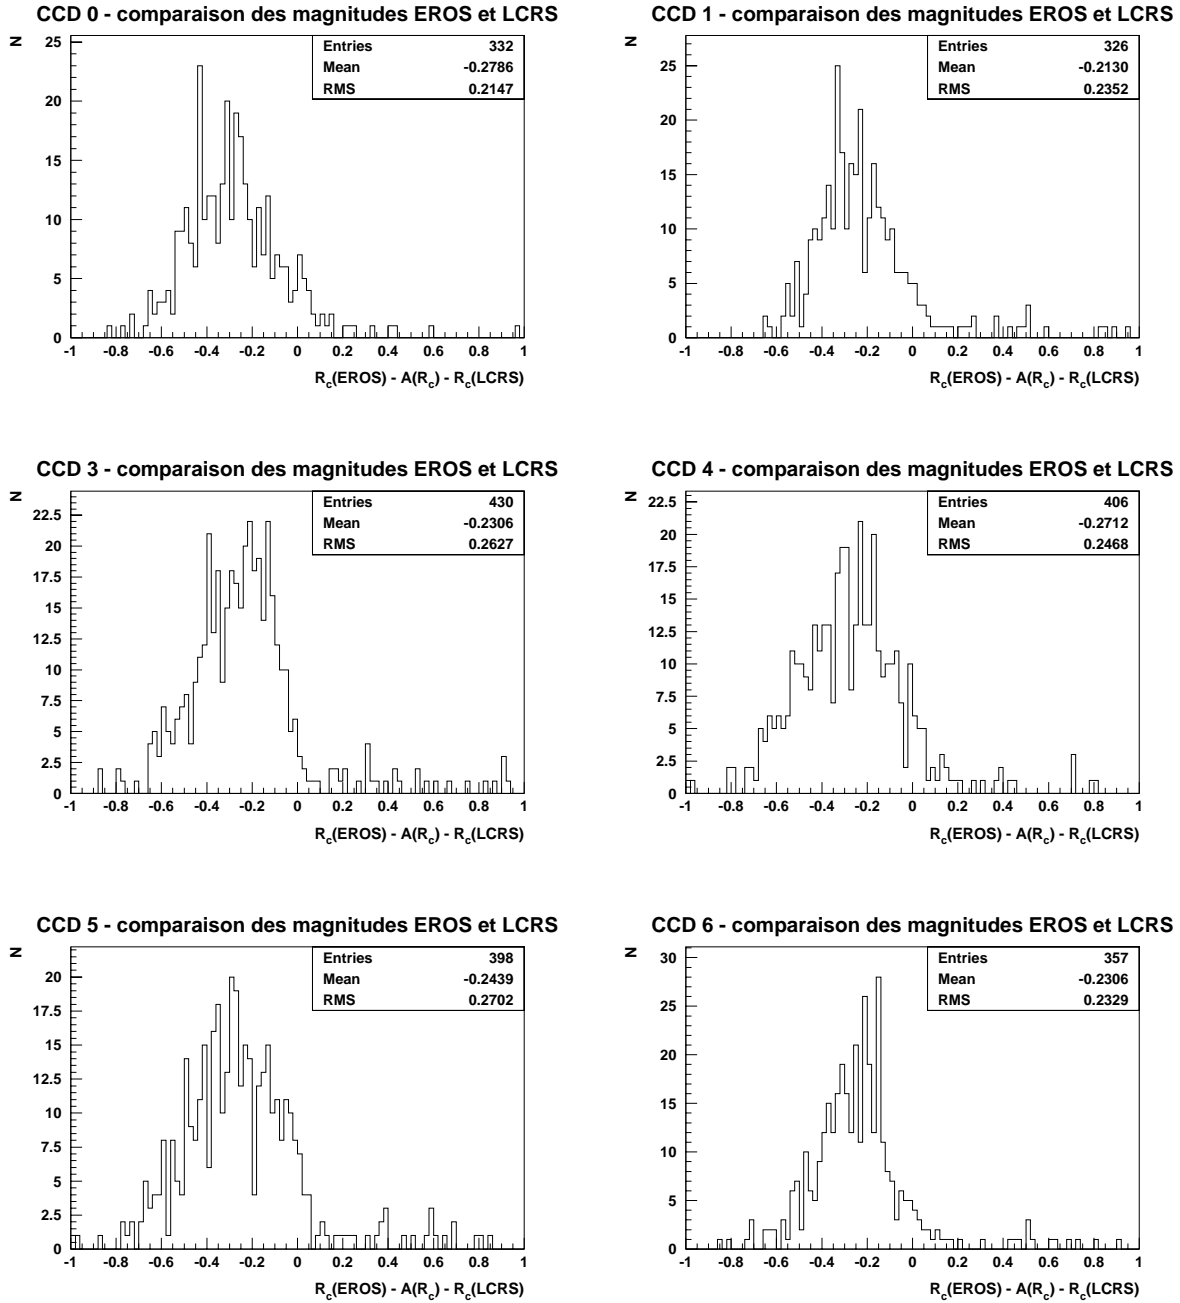 CCD 0 - comparaison des magnitudes EROS et LCRS
N
Entries 332
Mean -0.2786
RMS 0.2147
25
20
15
10
5
0
-1 -0.8 -0.6 -0.4 -0.2 0 0.2 0.4 0.6 0.8 1
Rc(EROS) - A(Rc) - Rc(LCRS)
CCD 1 - comparaison des magnitudes EROS et LCRS
N
Entries 326
Mean -0.2130
RMS 0.2352
25
20
15
10
5
0
-1 -0.8 -0.6 -0.4 -0.2 0 0.2 0.4 0.6 0.8 1
Rc(EROS) - A(Rc) - Rc(LCRS)
CCD 3 - comparaison des magnitudes EROS et LCRS
N
Entries 430
Mean -0.2306
RMS 0.2627
22.5
20
17.5
15
12.5
10
7.5
5
2.5
0
-1 -0.8 -0.6 -0.4 -0.2 0 0.2 0.4 0.6 0.8 1
Rc(EROS) - A(Rc) - Rc(LCRS)
CCD 4 - comparaison des magnitudes EROS et LCRS
N
Entries 406
Mean -0.2712
RMS 0.2468
22.5
20
17.5
15
12.5
10
7.5
5
2.5
0
-1 -0.8 -0.6 -0.4 -0.2 0 0.2 0.4 0.6 0.8 1
Rc(EROS) - A(Rc) - Rc(LCRS)
CCD 5 - comparaison des magnitudes EROS et LCRS
N
Entries 398
Mean -0.2439
RMS 0.2702
20
17.5
15
12.5
10
7.5
5
2.5
0
-1 -0.8 -0.6 -0.4 -0.2 0 0.2 0.4 0.6 0.8 1
Rc(EROS) - A(Rc) - Rc(LCRS)
CCD 6 - comparaison des magnitudes EROS et LCRS
N
Entries 357
Mean -0.2306
RMS 0.2329
30
25
20
15
10
5
0
-1 -0.8 -0.6 -0.4 -0.2 0 0.2 0.4 0.6 0.8 1
Rc(EROS) - A(Rc) - Rc(LCRS)